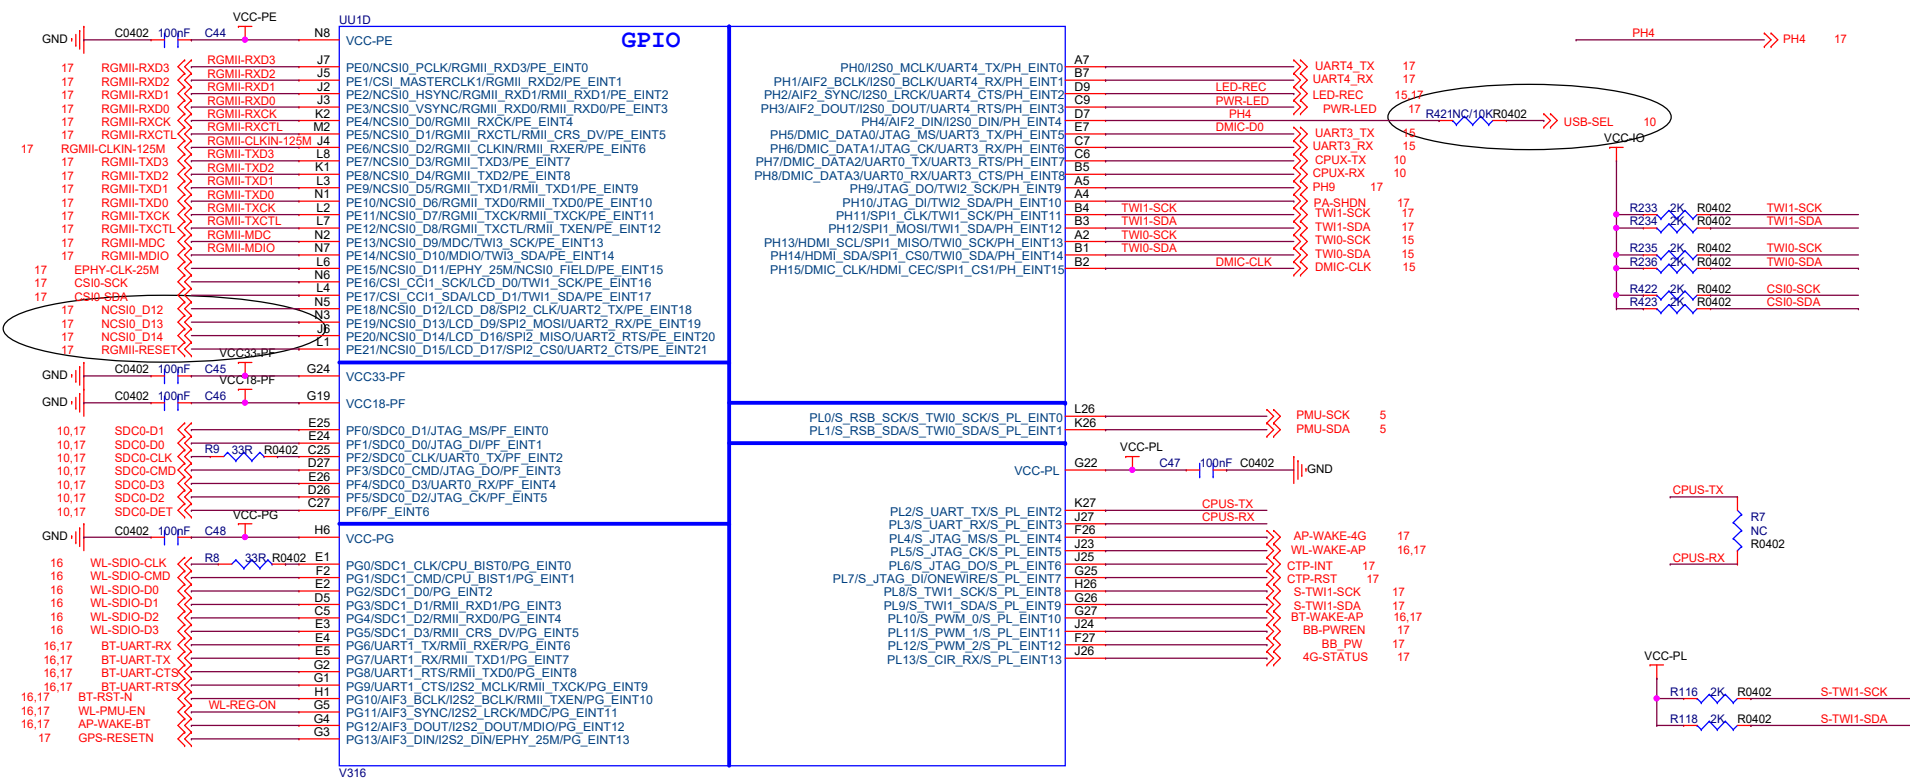 UU1D
GPIO
VCC-PE
GND C0402 100nF C44 N8 VCC-PE
17 RGMII-RXD3 RGMII-RXD3 J7 PE0/NCSI0_PCLK/RGMII_RXD3/PE_EINT0
17 RGMII-RXD2 RGMII-RXD2 J5 PE1/CSI_MASTERCLK1/RGMII_RXD2/PE_EINT1
17 RGMII-RXD1 RGMII-RXD1 J2 PE2/NCSI0_HSYNC/RGMII_RXD1/RMII_RXD1/PE_EINT2
17 RGMII-RXD0 RGMII-RXD0 J3 PE3/NCSI0_VSYNC/RGMII_RXD0/RMII_RXD0/PE_EINT3
17 RGMII-RXCK RGMII-RXCK K2 PE4/NCSI0_D0/RGMII_RXCK/PE_EINT4
17 RGMII-RXCTL RGMII-RXCTL M2 PE5/NCSI0_D1/RGMII_RXCTL/RMII_CRS_DV/PE_EINT5
17 RGMII-CLKIN-125M RGMII-CLKIN-125M J4 PE6/NCSI0_D2/RGMII_CLKIN/RMII_RXER/PE_EINT6
17 RGMII-TXD3 RGMII-TXD3 L8 PE7/NCSI0_D3/RGMII_TXD3/PE_EINT7
17 RGMII-TXD2 RGMII-TXD2 K1 PE8/NCSI0_D4/RGMII_TXD2/PE_EINT8
17 RGMII-TXD1 RGMII-TXD1 L3 PE9/NCSI0_D5/RGMII_TXD1/RMII_TXD1/PE_EINT9
17 RGMII-TXD0 RGMII-TXD0 N1 PE10/NCSI0_D6/RGMII_TXD0/RMII_TXD0/PE_EINT10
17 RGMII-TXCK RGMII-TXCK L2 PE11/NCSI0_D7/RGMII_TXCK/RMII_TXCK/PE_EINT11
17 RGMII-TXCTL RGMII-TXCTL L7 PE12/NCSI0_D8/RGMII_TXCTL/RMII_TXEN/PE_EINT12
17 RGMII-MDC RGMII-MDC N2 PE13/NCSI0_D9/MDC/TWI3_SCK/PE_EINT13
17 RGMII-MDIO RGMII-MDIO N7 PE14/NCSI0_D10/MDIO/TWI3_SDA/PE_EINT14
17 EPHY-CLK-25M L6 PE15/NCSI0_D11/EPHY_25M/NCSI0_FIELD/PE_EINT15
17 CSI0-SCK N6 PE16/CSI_CCI1_SCK/LCD_D0/TWI1_SCK/PE_EINT16
17 CSI0-SDA L4 PE17/CSI_CCI1_SDA/LCD_D1/TWI1_SDA/PE_EINT17
17 NCSI0_D12 N5 PE18/NCSI0_D12/LCD_D8/SPI2_CLK/UART2_TX/PE_EINT18
17 NCSI0_D13 N3 PE19/NCSI0_D13/LCD_D9/SPI2_MOSI/UART2_RX/PE_EINT19
17 NCSI0_D14 J6 PE20/NCSI0_D14/LCD_D16/SPI2_MISO/UART2_RTS/PE_EINT20
17 RGMII-RESET L1 PE21/NCSI0_D15/LCD_D17/SPI2_CS0/UART2_CTS/PE_EINT21
VCC33-PF
GND C0402 100nF C45 G24 VCC33-PF
VCC18-PF
GND C0402 100nF C46 G19 VCC18-PF
10,17 SDC0-D1 E25 PF0/SDC0_D1/JTAG_MS/PF_EINT0
10,17 SDC0-D0 E24 PF1/SDC0_D0/JTAG_DI/PF_EINT1
10,17 SDC0-CLK R9 33R R0402 C25 PF2/SDC0_CLK/UART0_TX/PF_EINT2
10,17 SDC0-CMD D27 PF3/SDC0_CMD/JTAG_DO/PF_EINT3
10,17 SDC0-D3 E26 PF4/SDC0_D3/UART0_RX/PF_EINT4
10,17 SDC0-D2 D26 PF5/SDC0_D2/JTAG_CK/PF_EINT5
10,17 SDC0-DET C27 PF6/PF_EINT6
VCC-PG
GND C0402 100nF C48 H6 VCC-PG
16 WL-SDIO-CLK R8 33R R0402 E1 PG0/SDC1_CLK/CPU_BIST0/PG_EINT0
16 WL-SDIO-CMD F2 PG1/SDC1_CMD/CPU_BIST1/PG_EINT1
16 WL-SDIO-D0 E2 PG2/SDC1_D0/PG_EINT2
16 WL-SDIO-D1 D5 PG3/SDC1_D1/RMII_RXD1/PG_EINT3
16 WL-SDIO-D2 C5 PG4/SDC1_D2/RMII_RXD0/PG_EINT4
16 WL-SDIO-D3 E3 PG5/SDC1_D3/RMII_CRS_DV/PG_EINT5
16,17 BT-UART-RX E4 PG6/UART1_TX/RMII_RXER/PG_EINT6
16,17 BT-UART-TX E5 PG7/UART1_RX/RMII_TXD1/PG_EINT7
16,17 BT-UART-CTS G2 PG8/UART1_RTS/RMII_TXD0/PG_EINT8
16,17 BT-UART-RTS G1 PG9/UART1_CTS/I2S2_MCLK/RMII_TXCK/PG_EINT9
16,17 BT-RST-N H1 PG10/AIF3_BCLK/I2S2_BCLK/RMII_TXEN/PG_EINT10
16,17 WL-PMU-EN WL-REG-ON G5 PG11/AIF3_SYNC/I2S2_LRCK/MDC/PG_EINT11
16,17 AP-WAKE-BT G4 PG12/AIF3_DOUT/I2S2_DOUT/MDIO/PG_EINT12
17 GPS-RESETN G3 PG13/AIF3_DIN/I2S2_DIN/EPHY_25M/PG_EINT13
V316
PH0/I2S0_MCLK/UART4_TX/PH_EINT0 A7 UART4_TX 17
PH1/AIF2_BCLK/I2S0_BCLK/UART4_RX/PH_EINT1 B7 UART4_RX 17
PH2/AIF2_SYNC/I2S0_LRCK/UART4_CTS/PH_EINT2 D9 LED-REC LED-REC 15,17
PH3/AIF2_DOUT/I2S0_DOUT/UART4_RTS/PH_EINT3 C9 PWR-LED PWR-LED 17
PH4/AIF2_DIN/I2S0_DIN/PH_EINT4 D7 PH4 R421 NC/10K R0402 USB-SEL 10
PH5/DMIC_DATA0/JTAG_MS/UART3_TX/PH_EINT5 E7 DMIC-D0 UART3_TX 15
PH6/DMIC_DATA1/JTAG_CK/UART3_RX/PH_EINT6 C7 UART3_RX 15
PH7/DMIC_DATA2/UART0_TX/UART3_RTS/PH_EINT7 C6 CPUX-TX 10
PH8/DMIC_DATA3/UART0_RX/UART3_CTS/PH_EINT8 B5 CPUX-RX 10
PH9/JTAG_DO/TWI2_SCK/PH_EINT9 A5 PH9 17
PH10/JTAG_DI/TWI2_SDA/PH_EINT10 A4 PA-SHDN 17
PH11/SPI1_CLK/TWI1_SCK/PH_EINT11 B4 TWI1-SCK TWI1-SCK 17
PH12/SPI1_MOSI/TWI1_SDA/PH_EINT12 B3 TWI1-SDA TWI1-SDA 17
PH13/HDMI_SCL/SPI1_MISO/TWI0_SCK/PH_EINT13 A2 TWI0-SCK TWI0-SCK 15
PH14/HDMI_SDA/SPI1_CS0/TWI0_SDA/PH_EINT14 B1 TWI0-SDA TWI0-SDA 15
PH15/DMIC_CLK/HDMI_CEC/SPI1_CS1/PH_EINT15 B2 DMIC-CLK DMIC-CLK 15
PL0/S_RSB_SCK/S_TWI0_SCK/S_PL_EINT0 L26 PMU-SCK 5
PL1/S_RSB_SDA/S_TWI0_SDA/S_PL_EINT1 K26 PMU-SDA 5
VCC-PL
VCC-PL G22 C47 100nF C0402 GND
PL2/S_UART_TX/S_PL_EINT2 K27 CPUS-TX
PL3/S_UART_RX/S_PL_EINT3 J27 CPUS-RX
PL4/S_JTAG_MS/S_PL_EINT4 F26 AP-WAKE-4G 17
PL5/S_JTAG_CK/S_PL_EINT5 J23 WL-WAKE-AP 16,17
PL6/S_JTAG_DO/S_PL_EINT6 J25 CTP-INT 17
PL7/S_JTAG_DI/ONEWIRE/S_PL_EINT7 G25 CTP-RST 17
PL8/S_TWI1_SCK/S_PL_EINT8 H26 S-TWI1-SCK 17
PL9/S_TWI1_SDA/S_PL_EINT9 G26 S-TWI1-SDA 17
PL10/S_PWM_0/S_PL_EINT10 G27 BT-WAKE-AP 16,17
PL11/S_PWM_1/S_PL_EINT11 J24 BB-PWREN 17
PL12/S_PWM_2/S_PL_EINT12 F27 BB_PW 17
PL13/S_CIR_RX/S_PL_EINT13 J26 4G-STATUS 17
PH4 PH4 17
VCC-IO
R233 2K R0402 TWI1-SCK
R234 2K R0402 TWI1-SDA
R235 2K R0402 TWI0-SCK
R236 2K R0402 TWI0-SDA
R422 2K R0402 CSI0-SCK
R423 2K R0402 CSI0-SDA
CPUS-TX
R7
NC
R0402
CPUS-RX
VCC-PL
R116 2K R0402 S-TWI1-SCK
R118 2K R0402 S-TWI1-SDA